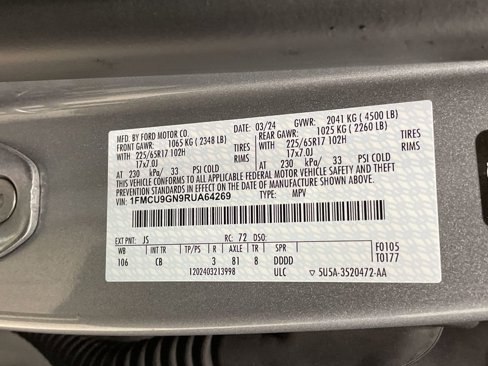 MFD. BY FORD MOTOR CO. DATE: 03/24 GVWR: 2041 KG ( 4500 LB)
FRONT GAWR: 1065 KG ( 2348 LB) REAR GAWR: 1025 KG ( 2260 LB)
WITH 225/65R17 102H TIRES WITH 225/65R17 102H TIRES
17x7.0J RIMS 17x7.0J RIMS
AT 230 kPa/ 33 PSI COLD AT 230 kPa/ 33 PSI COLD
THIS VEHICLE CONFORMS TO ALL APPLICABLE FEDERAL MOTOR VEHICLE SAFETY AND THEFT
PREVENTION STANDARDS IN EFFECT ON THE DATE OF MANUFACTURE SHOWN ABOVE.
VIN: 1FMCU9GN9RUA64269 TYPE: MPV
EXT PNT: JS RC: 72 DSO: F0105
WB INT TR TP/PS R AXLE TR SPR T0177
106 CB 3 81 8 DDDD
1202403213998 ULC ▽ 5U5A-3520472-AA